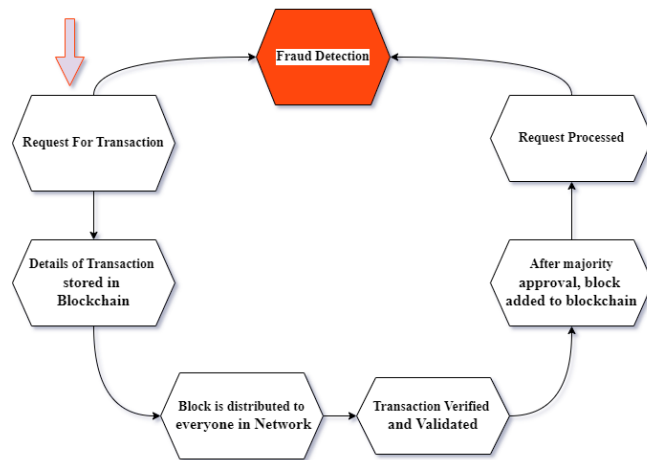 Fraud Detection
Request For Transaction
Request Processed
Details of Transaction
stored in
Blockchain
After majority
approval, block
added to blockchain
Block is distributed to
everyone in Network
Transaction Verified
and Validated